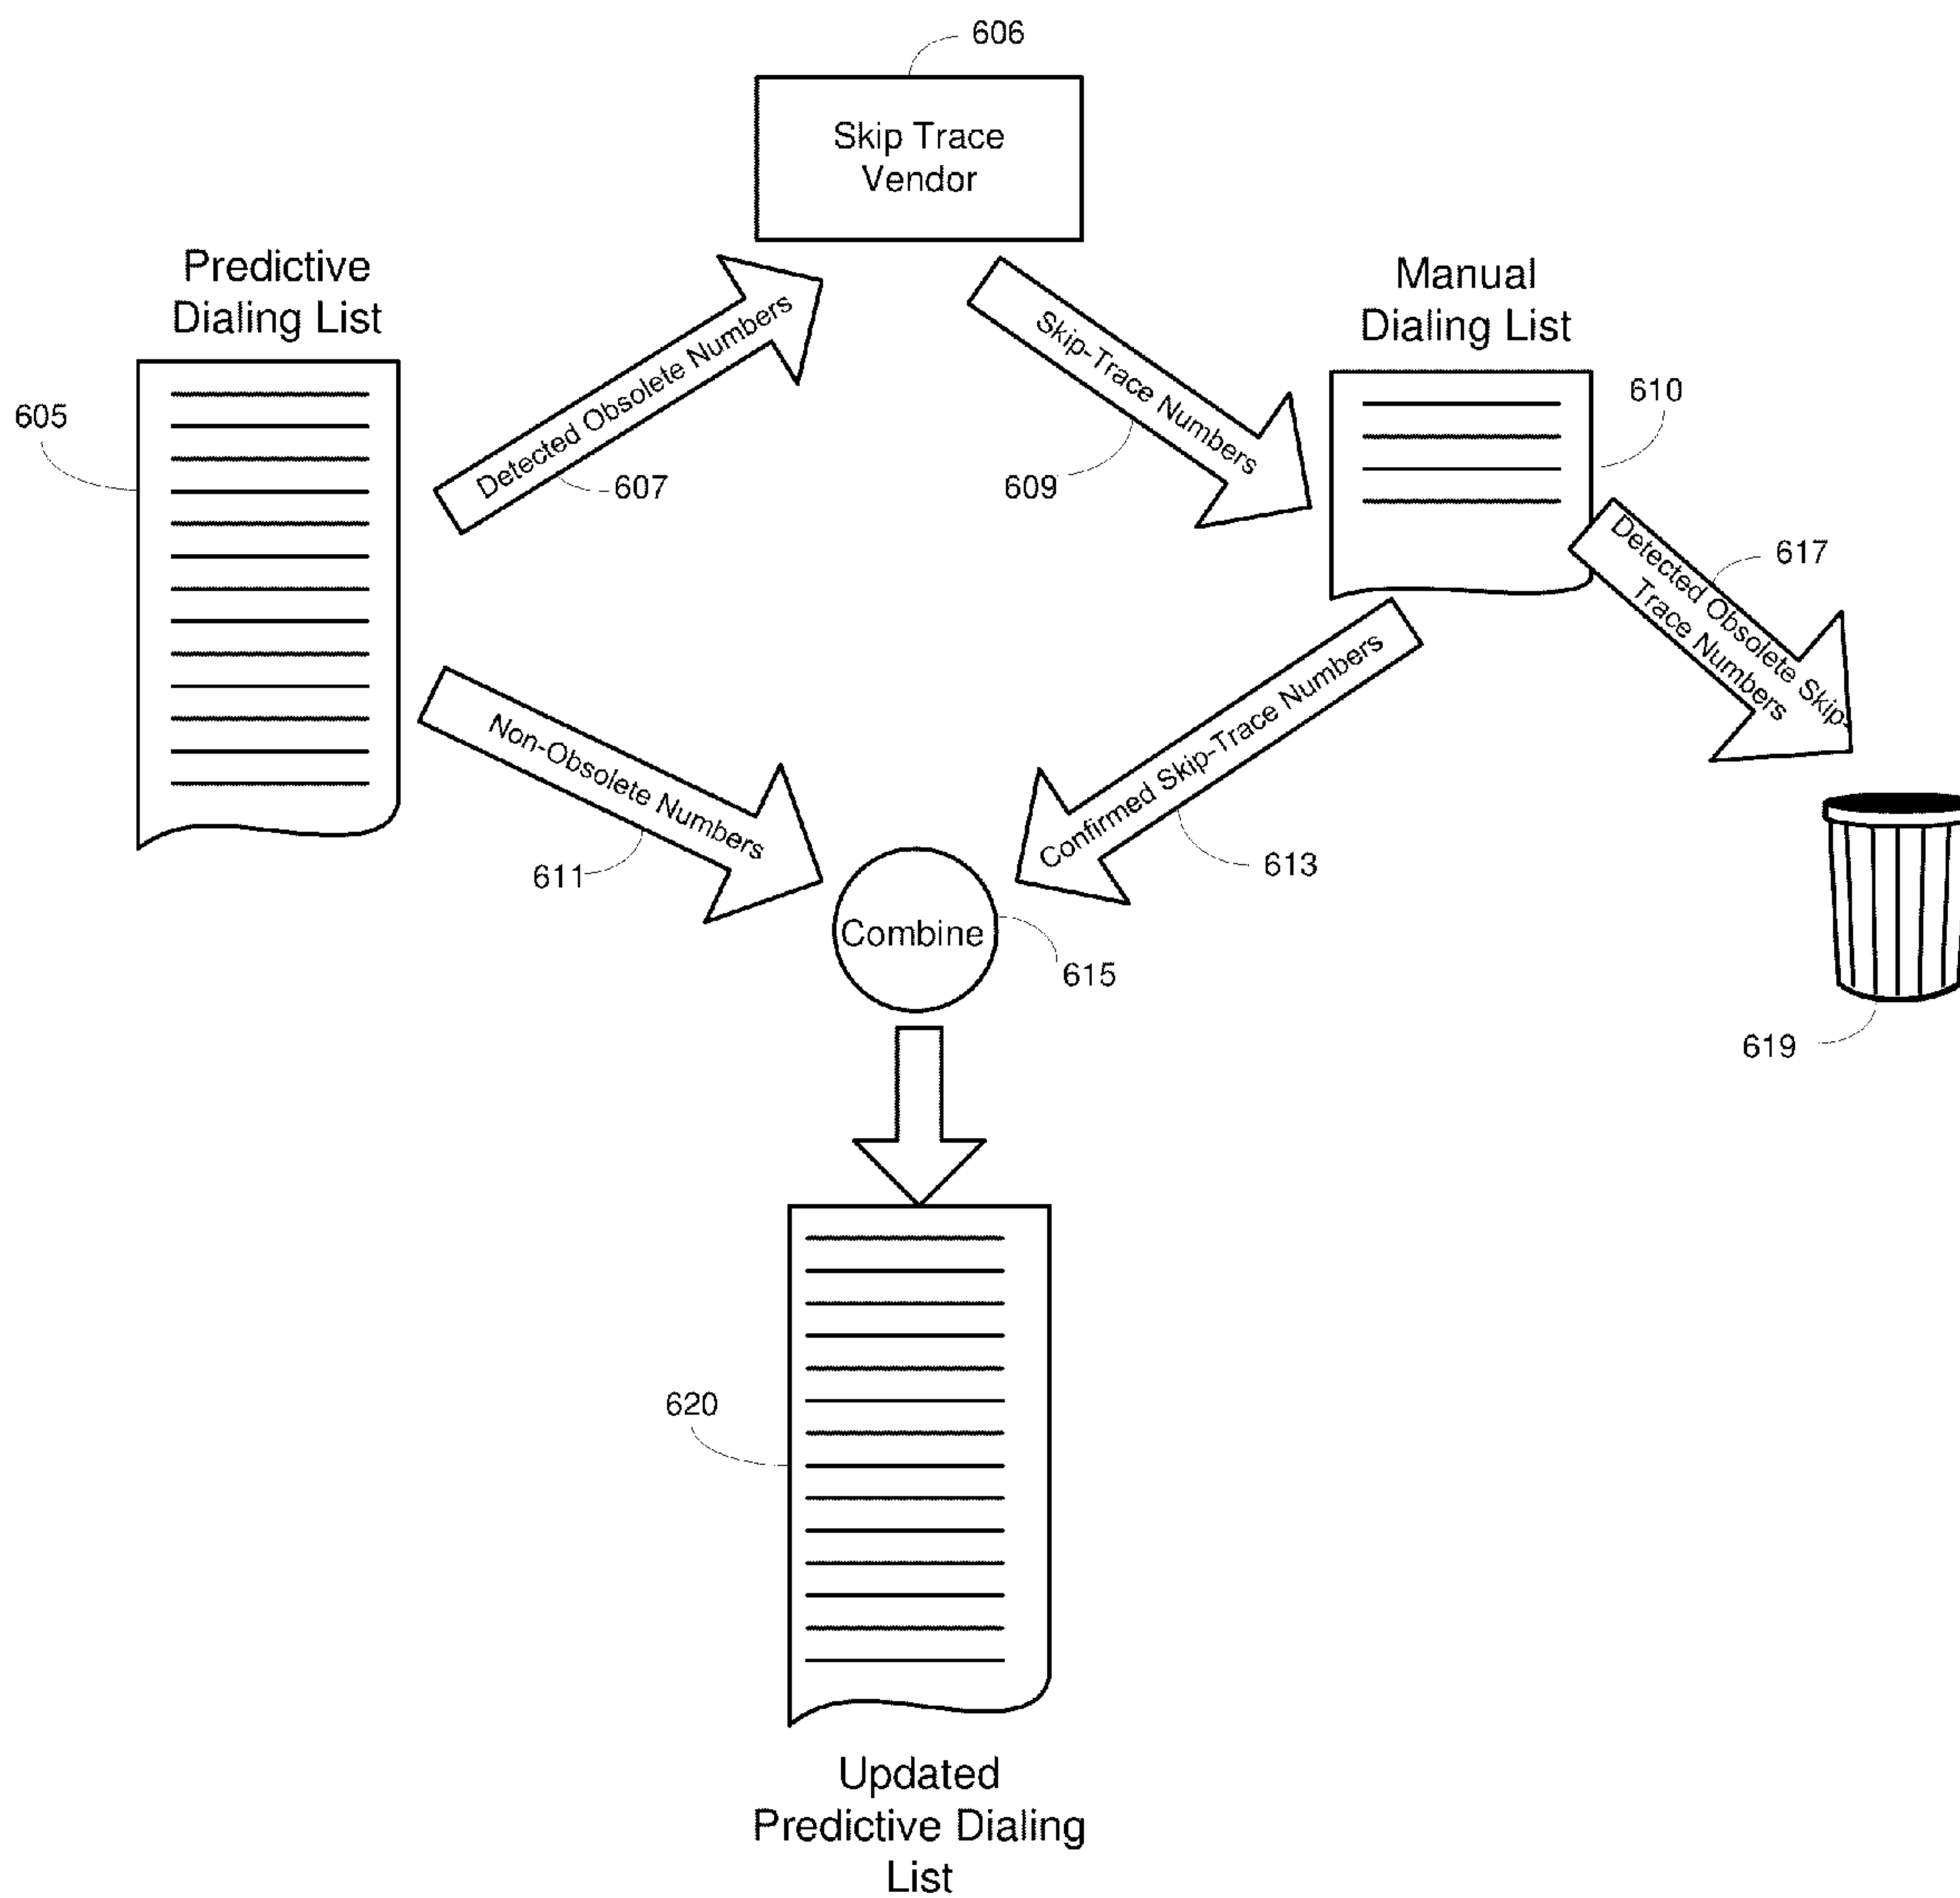 606
Skip Trace
Vendor
Predictive
Dialing List
Manual
Dialing List
605
Detected Obsolete Numbers
607
Skip-Trace Numbers
609
610
Detected Obsolete Skip-
Trace Numbers
617
Non-Obsolete Numbers
611
Confirmed Skip-Trace Numbers
613
Combine
615
619
620
Updated
Predictive Dialing
List